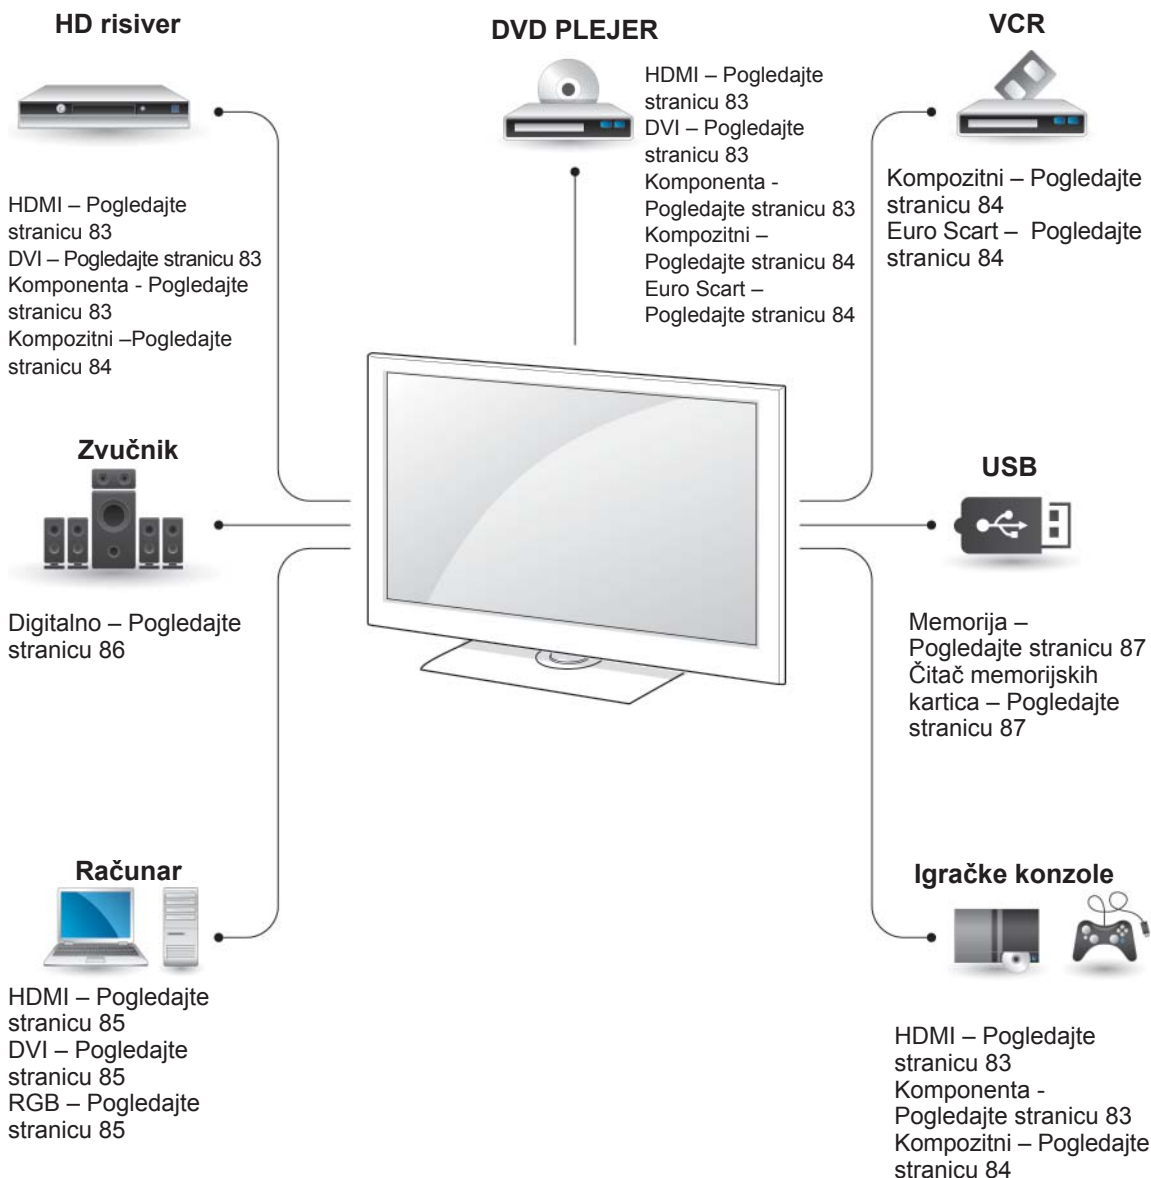 HD risiver
HDMI – Pogledajte
stranicu 83
DVI – Pogledajte stranicu 83
Komponenta - Pogledajte
stranicu 83
Kompozitni –Pogledajte
stranicu 84
DVD PLEJER
HDMI – Pogledajte
stranicu 83
DVI – Pogledajte
stranicu 83
Komponenta -
Pogledajte stranicu 83
Kompozitni –
Pogledajte stranicu 84
Euro Scart –
Pogledajte stranicu 84
VCR
Kompozitni – Pogledajte
stranicu 84
Euro Scart – Pogledajte
stranicu 84
Zvučnik
Digitalno – Pogledajte
stranicu 86
USB
Memorija –
Pogledajte stranicu 87
Čitač memorijskih
kartica – Pogledajte
stranicu 87
Računar
HDMI – Pogledajte
stranicu 85
DVI – Pogledajte
stranicu 85
RGB – Pogledajte
stranicu 85
Igračke konzole
HDMI – Pogledajte
stranicu 83
Komponenta -
Pogledajte stranicu 83
Kompozitni – Pogledajte
stranicu 84